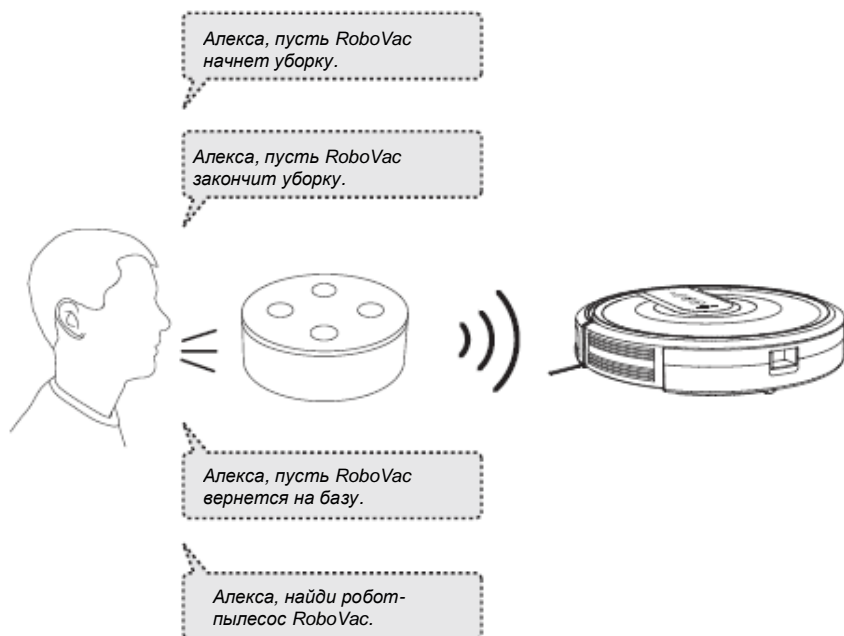 Алекса, пусть RoboVac
начнет уборку.
Алекса, пусть RoboVac
закончит уборку.
Алекса, пусть RoboVac
вернется на базу.
Алекса, найди робот-
пылесос RoboVac.